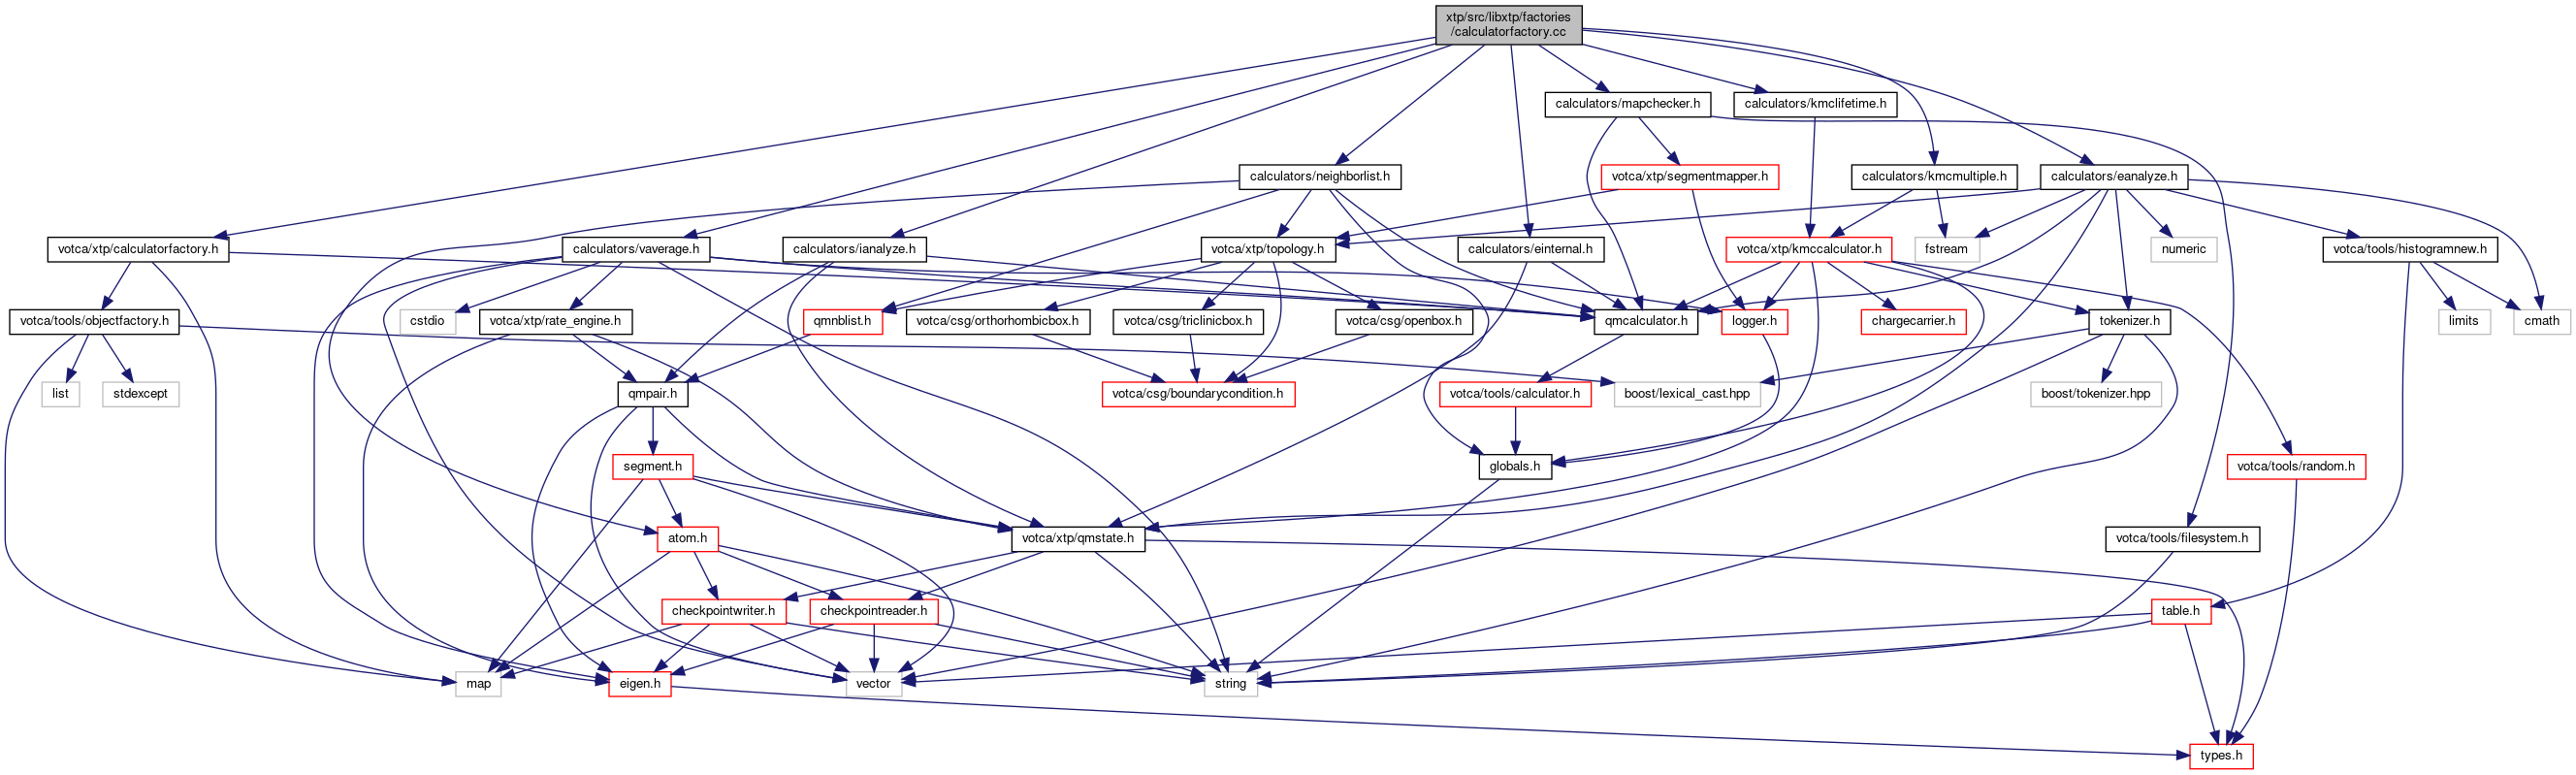 xtp/src/libxtp/factories
/calculatorfactory.cc
calculators/mapchecker.h
calculators/kmclifetime.h
calculators/neighborlist.h
votca/xtp/segmentmapper.h
calculators/kmcmultiple.h
calculators/eanalyze.h
votca/xtp/calculatorfactory.h
calculators/vaverage.h
calculators/ianalyze.h
votca/xtp/topology.h
calculators/einternal.h
votca/xtp/kmccalculator.h
fstream
numeric
votca/tools/histogramnew.h
votca/tools/objectfactory.h
cstdio
votca/xtp/rate_engine.h
qmnblist.h
votca/csg/orthorhombicbox.h
votca/csg/triclinicbox.h
votca/csg/openbox.h
qmcalculator.h
logger.h
chargecarrier.h
tokenizer.h
limits
cmath
list
stdexcept
qmpair.h
votca/csg/boundarycondition.h
votca/tools/calculator.h
boost/lexical_cast.hpp
boost/tokenizer.hpp
segment.h
globals.h
votca/tools/random.h
atom.h
votca/xtp/qmstate.h
votca/tools/filesystem.h
checkpointwriter.h
checkpointreader.h
table.h
map
eigen.h
vector
string
types.h